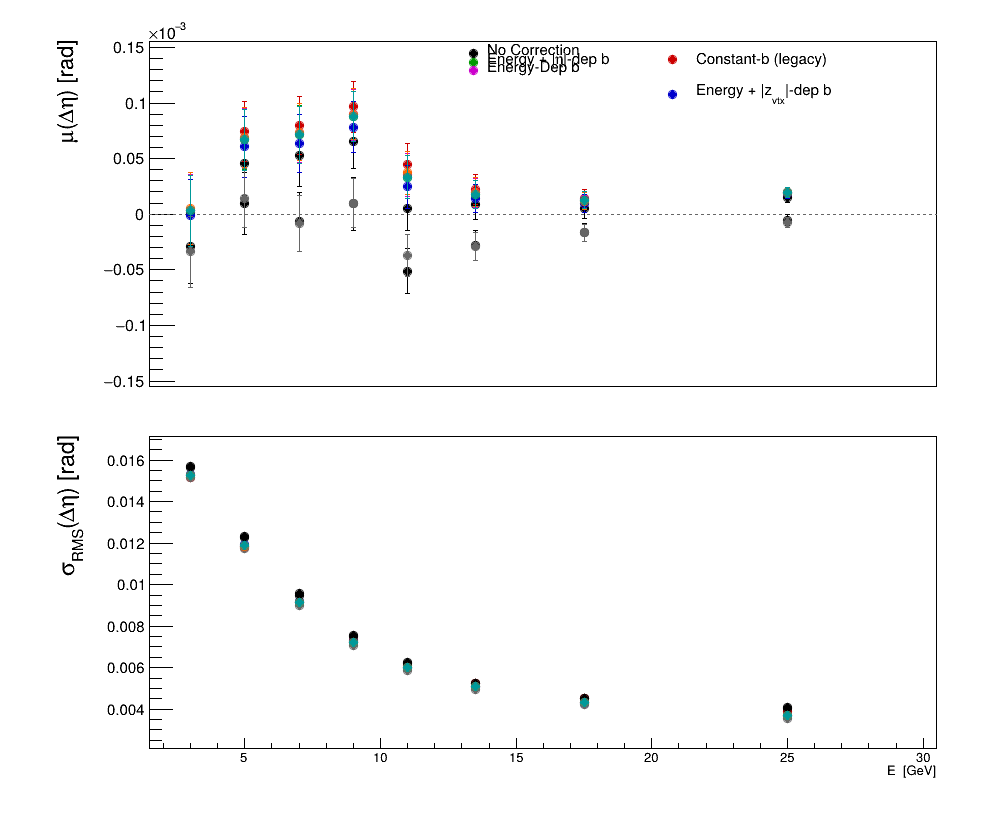 ×10⁻³
0.15
0.1
0.05
0
−0.05
−0.1
−0.15
μ(Δη) [rad]
No Correction
Energy + |η|-dep b
Energy-Dep b
Constant-b (legacy)
Energy + |z_vtx|-dep b
0.016
0.014
0.012
0.01
0.008
0.006
0.004
σ_RMS(Δη) [rad]
5 10 15 20 25 30
E [GeV]